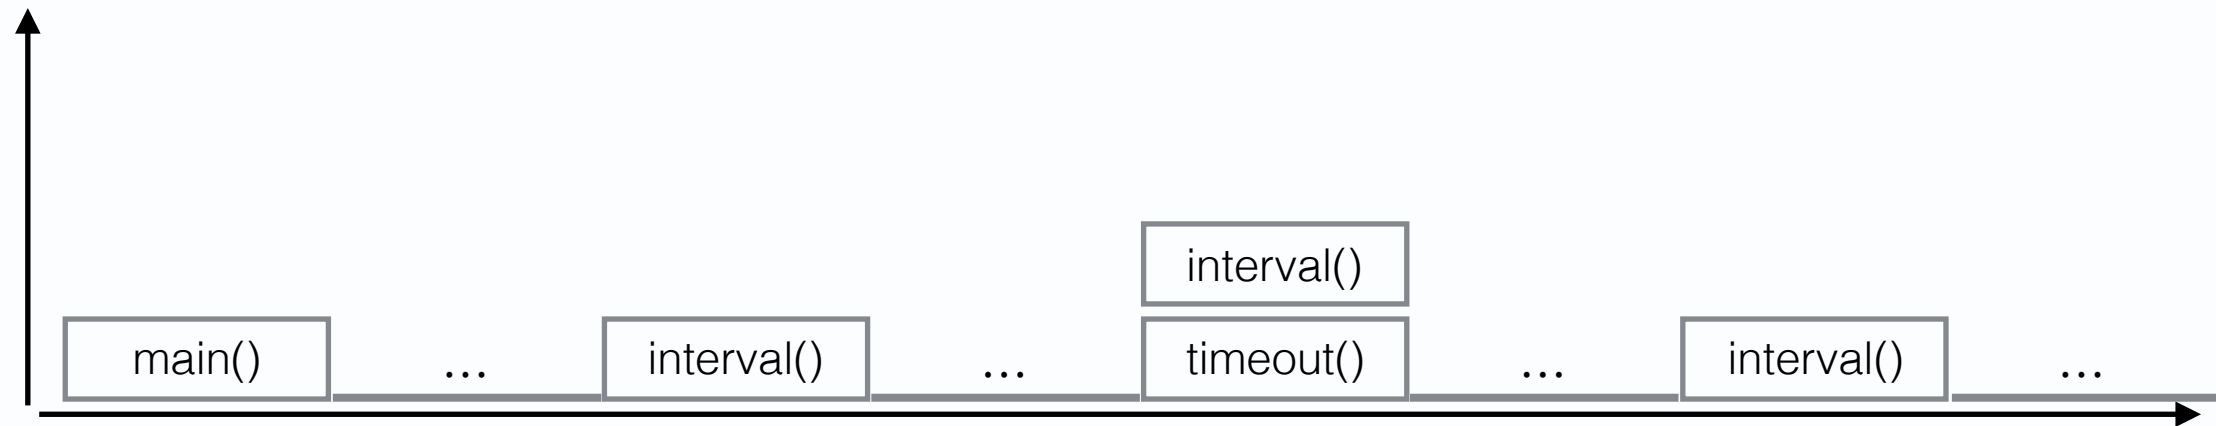 interval()
main() ... interval() ... timeout() ... interval() ...